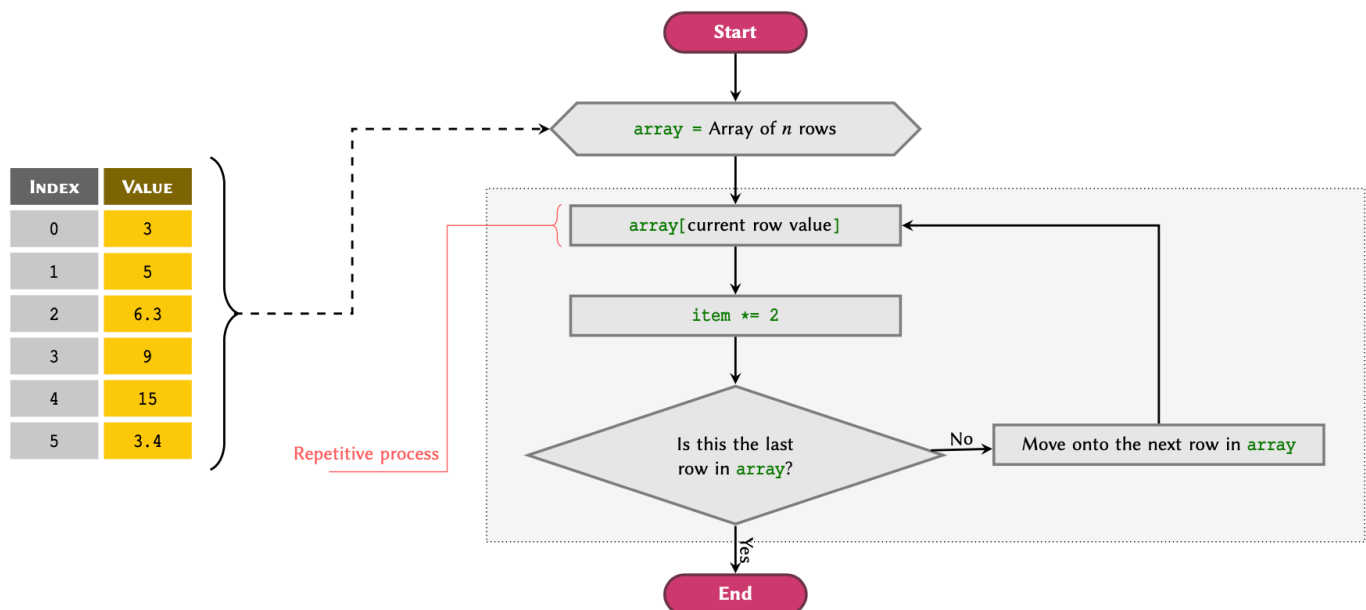 Start
array = Array of n rows
INDEX VALUE
0 3
1 5
2 6.3
3 9
4 15
5 3.4
array[current row value]
item *= 2
Repetitive process
Is this the last
row in array?
No
Move onto the next row in array
Yes
End